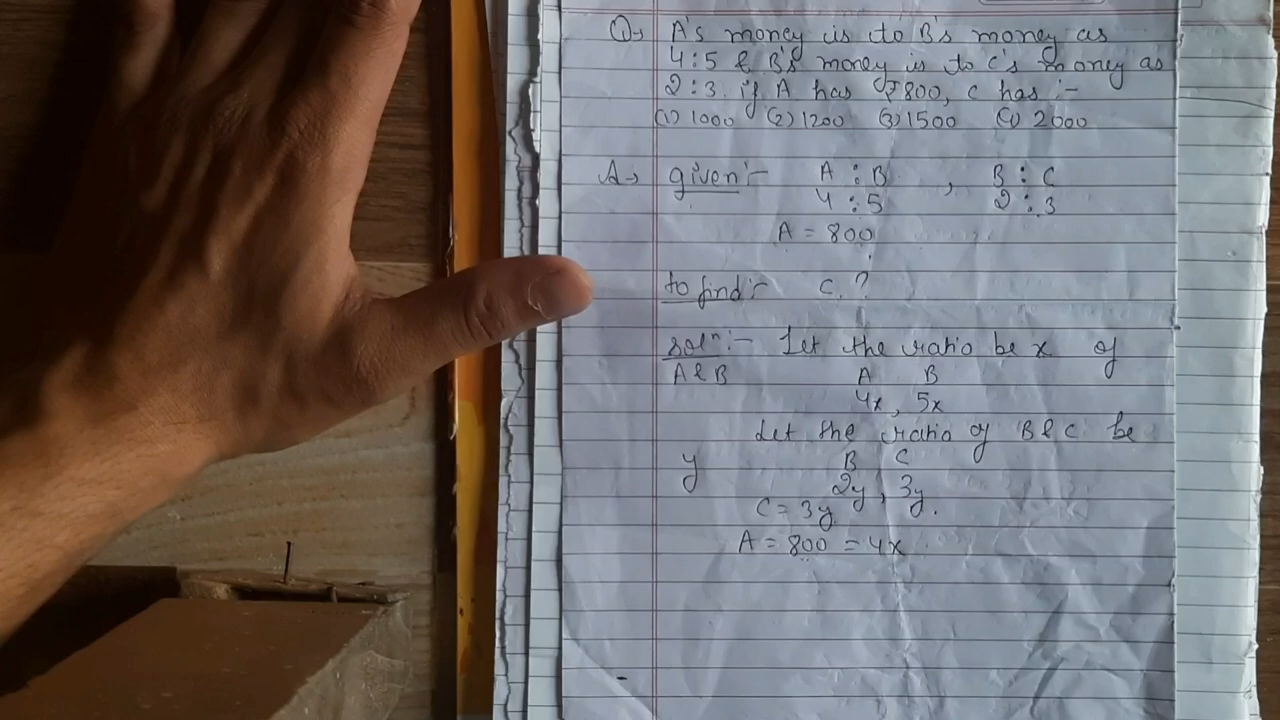 Q→ A's money is to B's money as
4:5 & B's money is to C's money as
2:3. if A has ₹800, C has :-
(1) 1000 (2) 1200 (3) 1500 (4) 2000
A→ given:- A : B , B : C
4 : 5 2 : 3
A = 800
to find:- C. ?
solⁿ:- Let the ratio be x of
A & B A B
4x, 5x
Let the ratio of B & C be
y B C
2y, 3y.
C = 3y
A = 800 = 4x